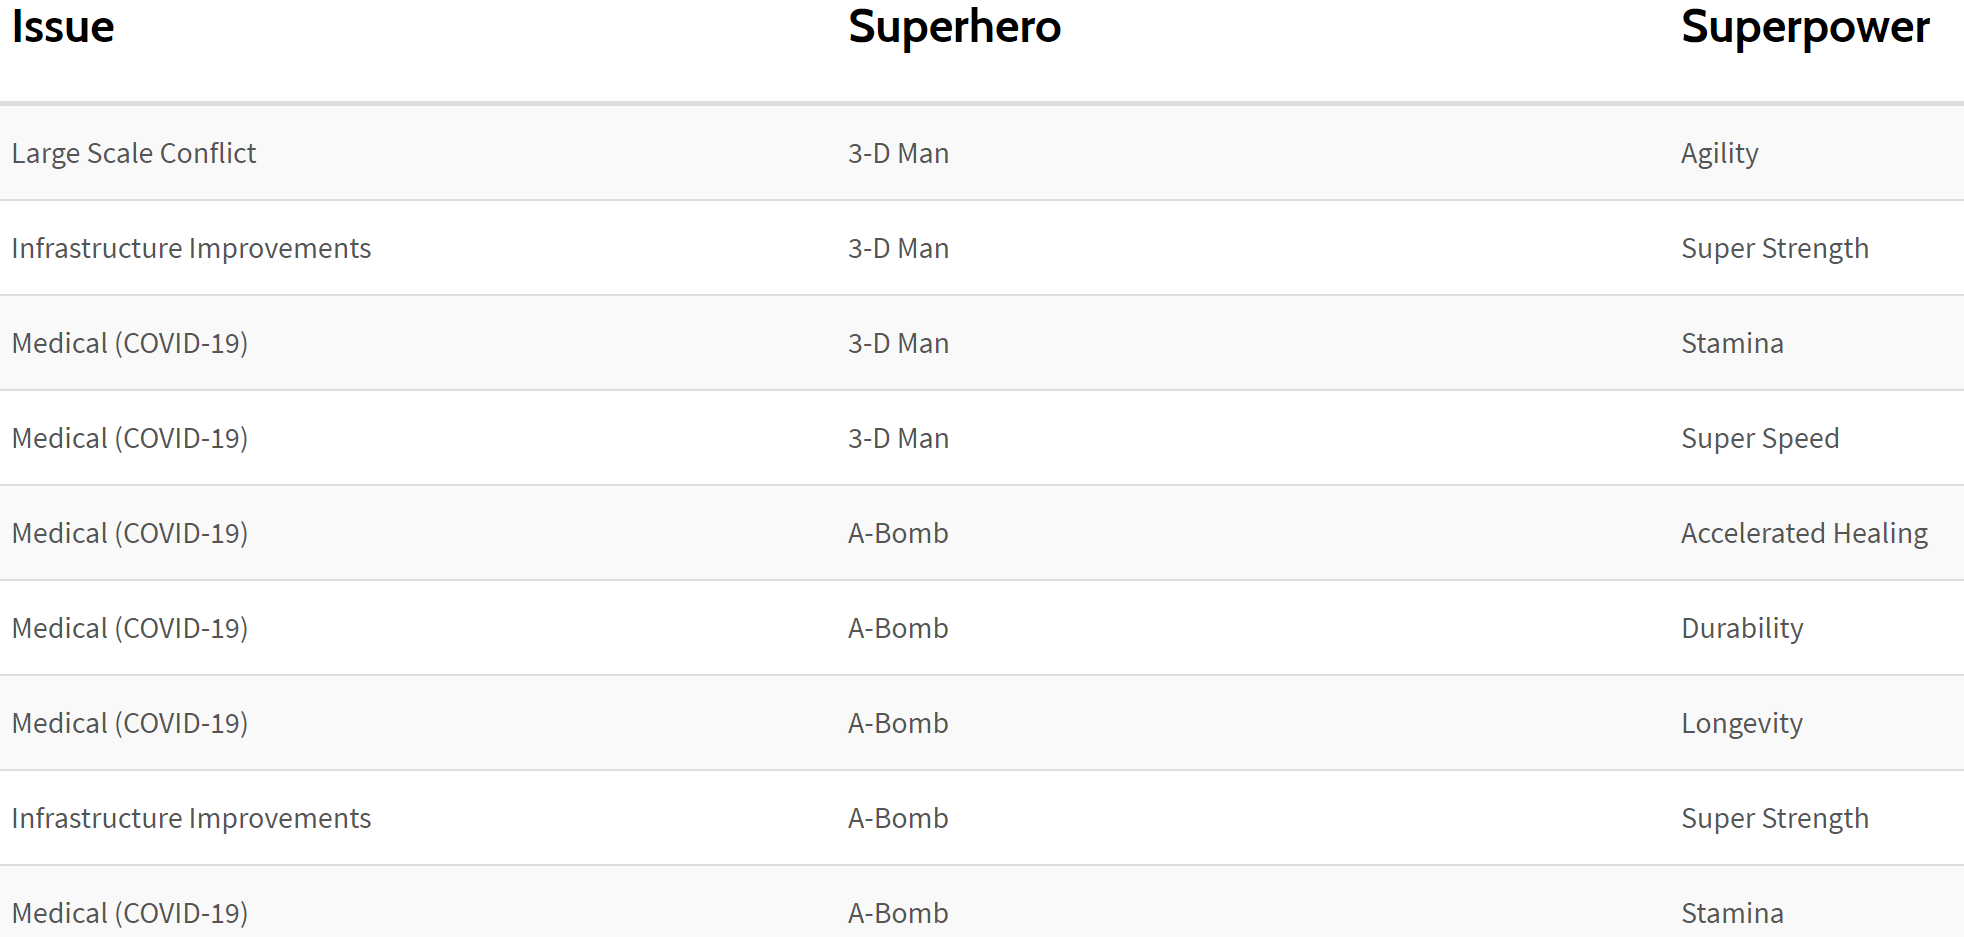 Issue Superhero Superpower
Large Scale Conflict 3-D Man Agility
Infrastructure Improvements 3-D Man Super Strength
Medical (COVID-19) 3-D Man Stamina
Medical (COVID-19) 3-D Man Super Speed
Medical (COVID-19) A-Bomb Accelerated Healing
Medical (COVID-19) A-Bomb Durability
Medical (COVID-19) A-Bomb Longevity
Infrastructure Improvements A-Bomb Super Strength
Medical (COVID-19) A-Bomb Stamina